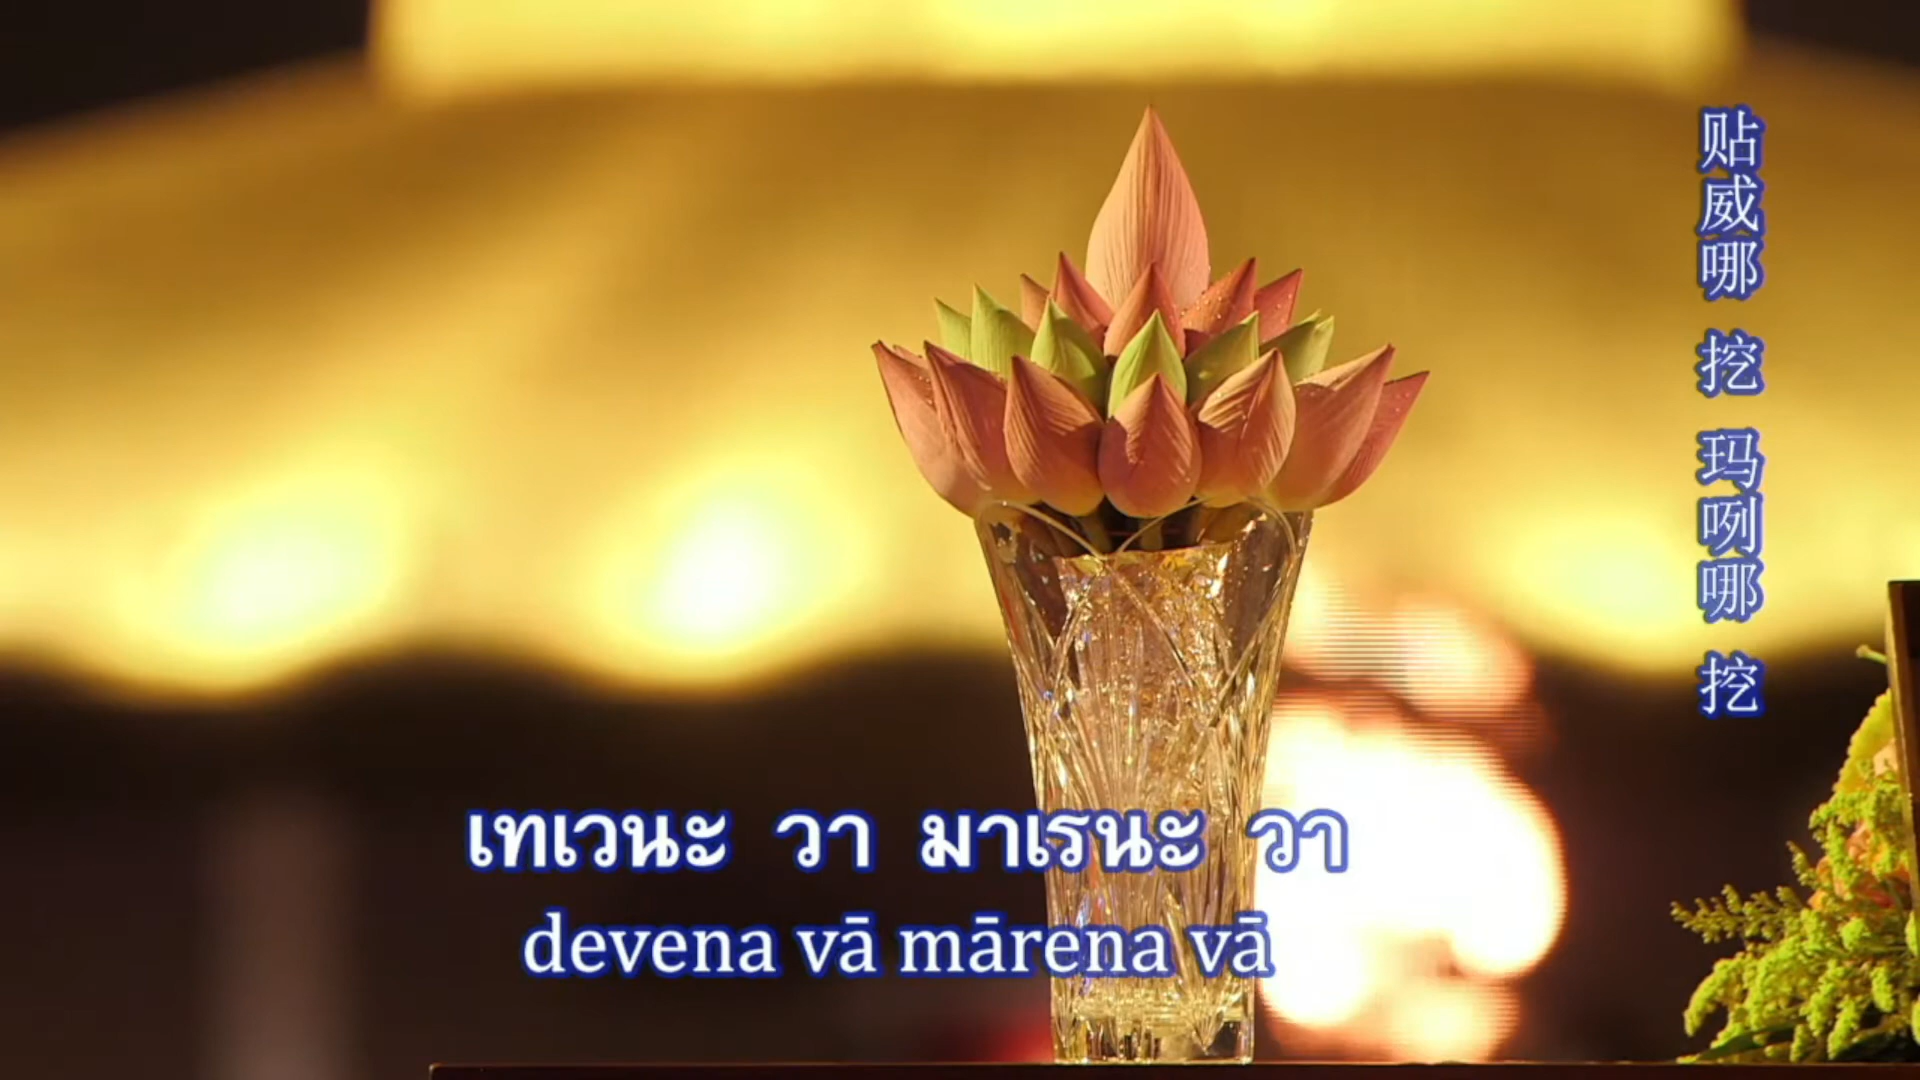 เทเวนะ วา มาเรนะ วา
devena vā mārena vā
贴威哪 挖 玛咧哪 挖